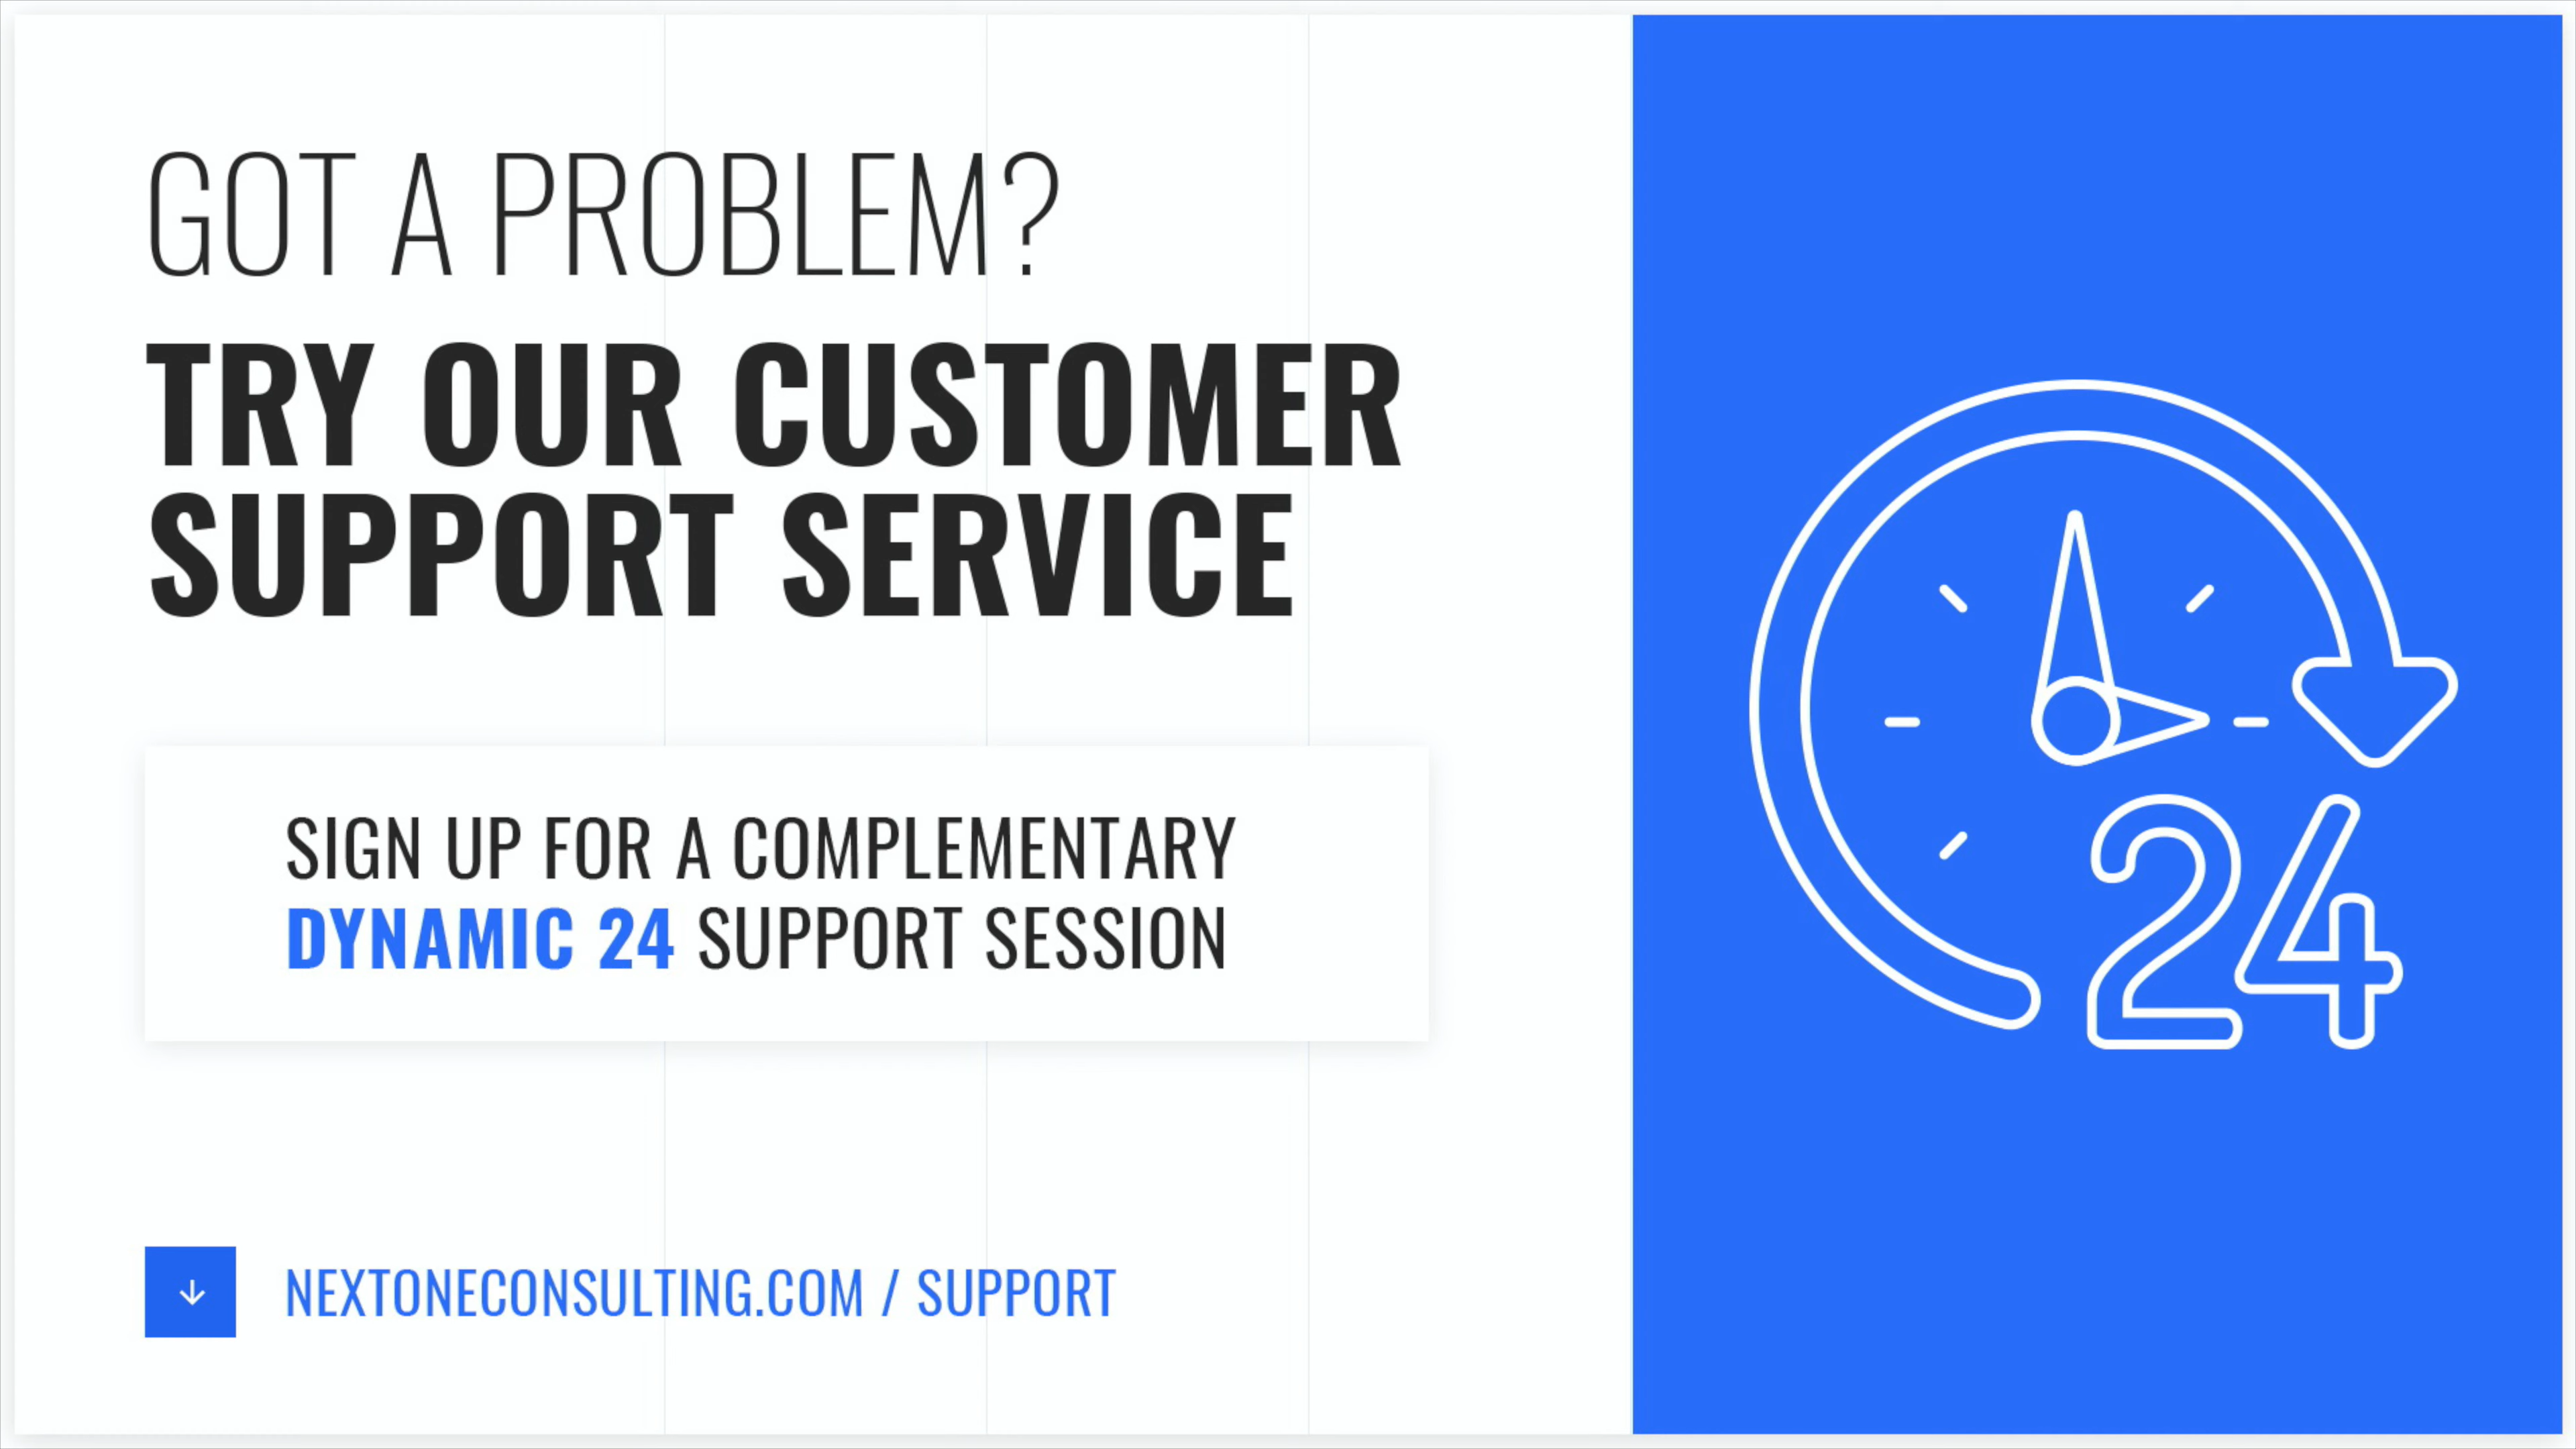 GOT A PROBLEM?
TRY OUR CUSTOMER
SUPPORT SERVICE
SIGN UP FOR A COMPLEMENTARY
DYNAMIC 24 SUPPORT SESSION
NEXTONECONSULTING.COM / SUPPORT
24